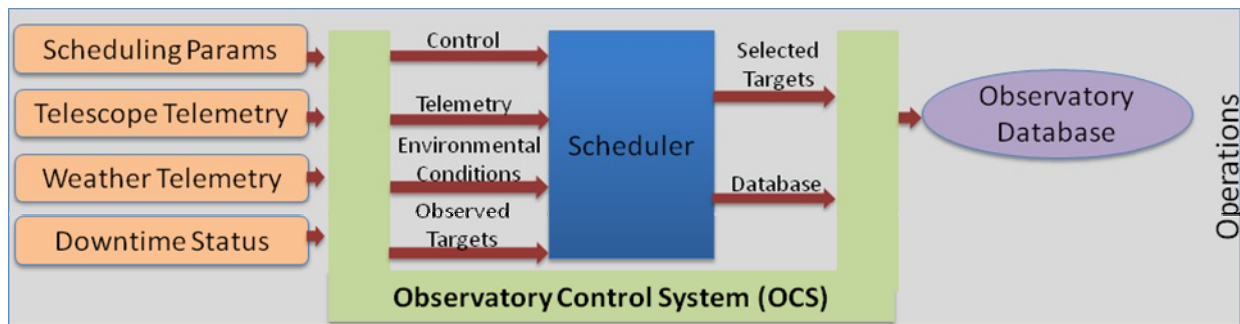 Scheduling Params
Telescope Telemetry
Weather Telemetry
Downtime Status
Control
Telemetry
Environmental
Conditions
Observed
Targets
Scheduler
Selected
Targets
Database
Observatory
Database
Operations
Observatory Control System (OCS)